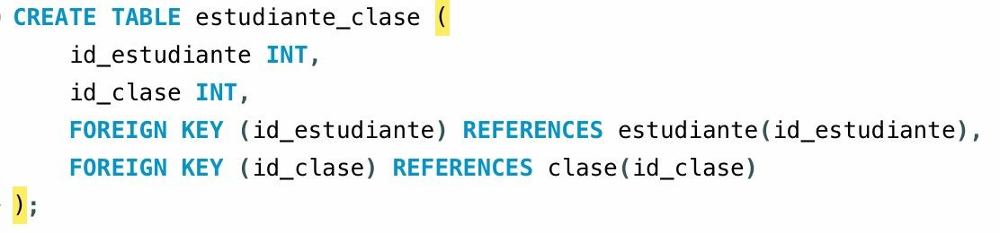 CREATE TABLE estudiante_clase (
    id_estudiante INT,
    id_clase INT,
    FOREIGN KEY (id_estudiante) REFERENCES estudiante(id_estudiante),
    FOREIGN KEY (id_clase) REFERENCES clase(id_clase)
);